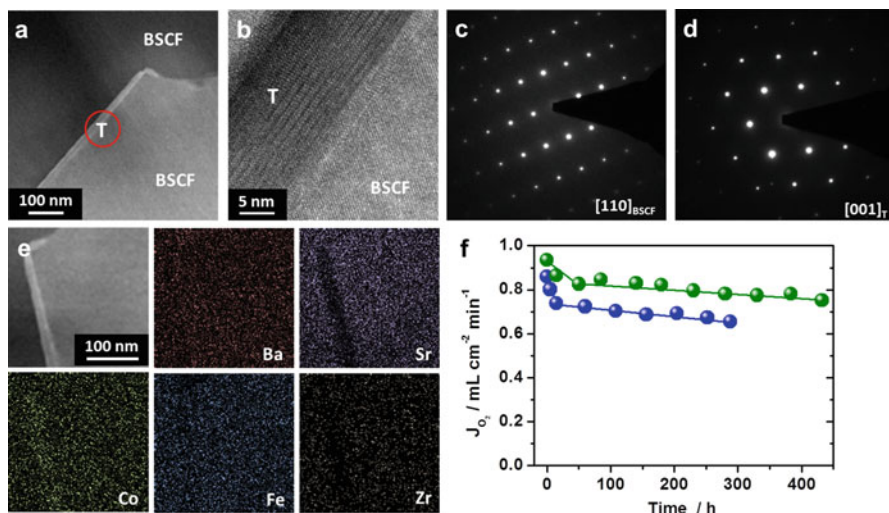 a
BSCF
T
BSCF
100 nm
b
T
BSCF
5 nm
c
[110]BSCF
d
[001]T
e
100 nm
Ba
Sr
Co
Fe
Zr
f
1.0
0.8
0.6
0.4
0.2
0.0
J_O₂ / mL cm⁻² min⁻¹
0 100 200 300 400
Time / h